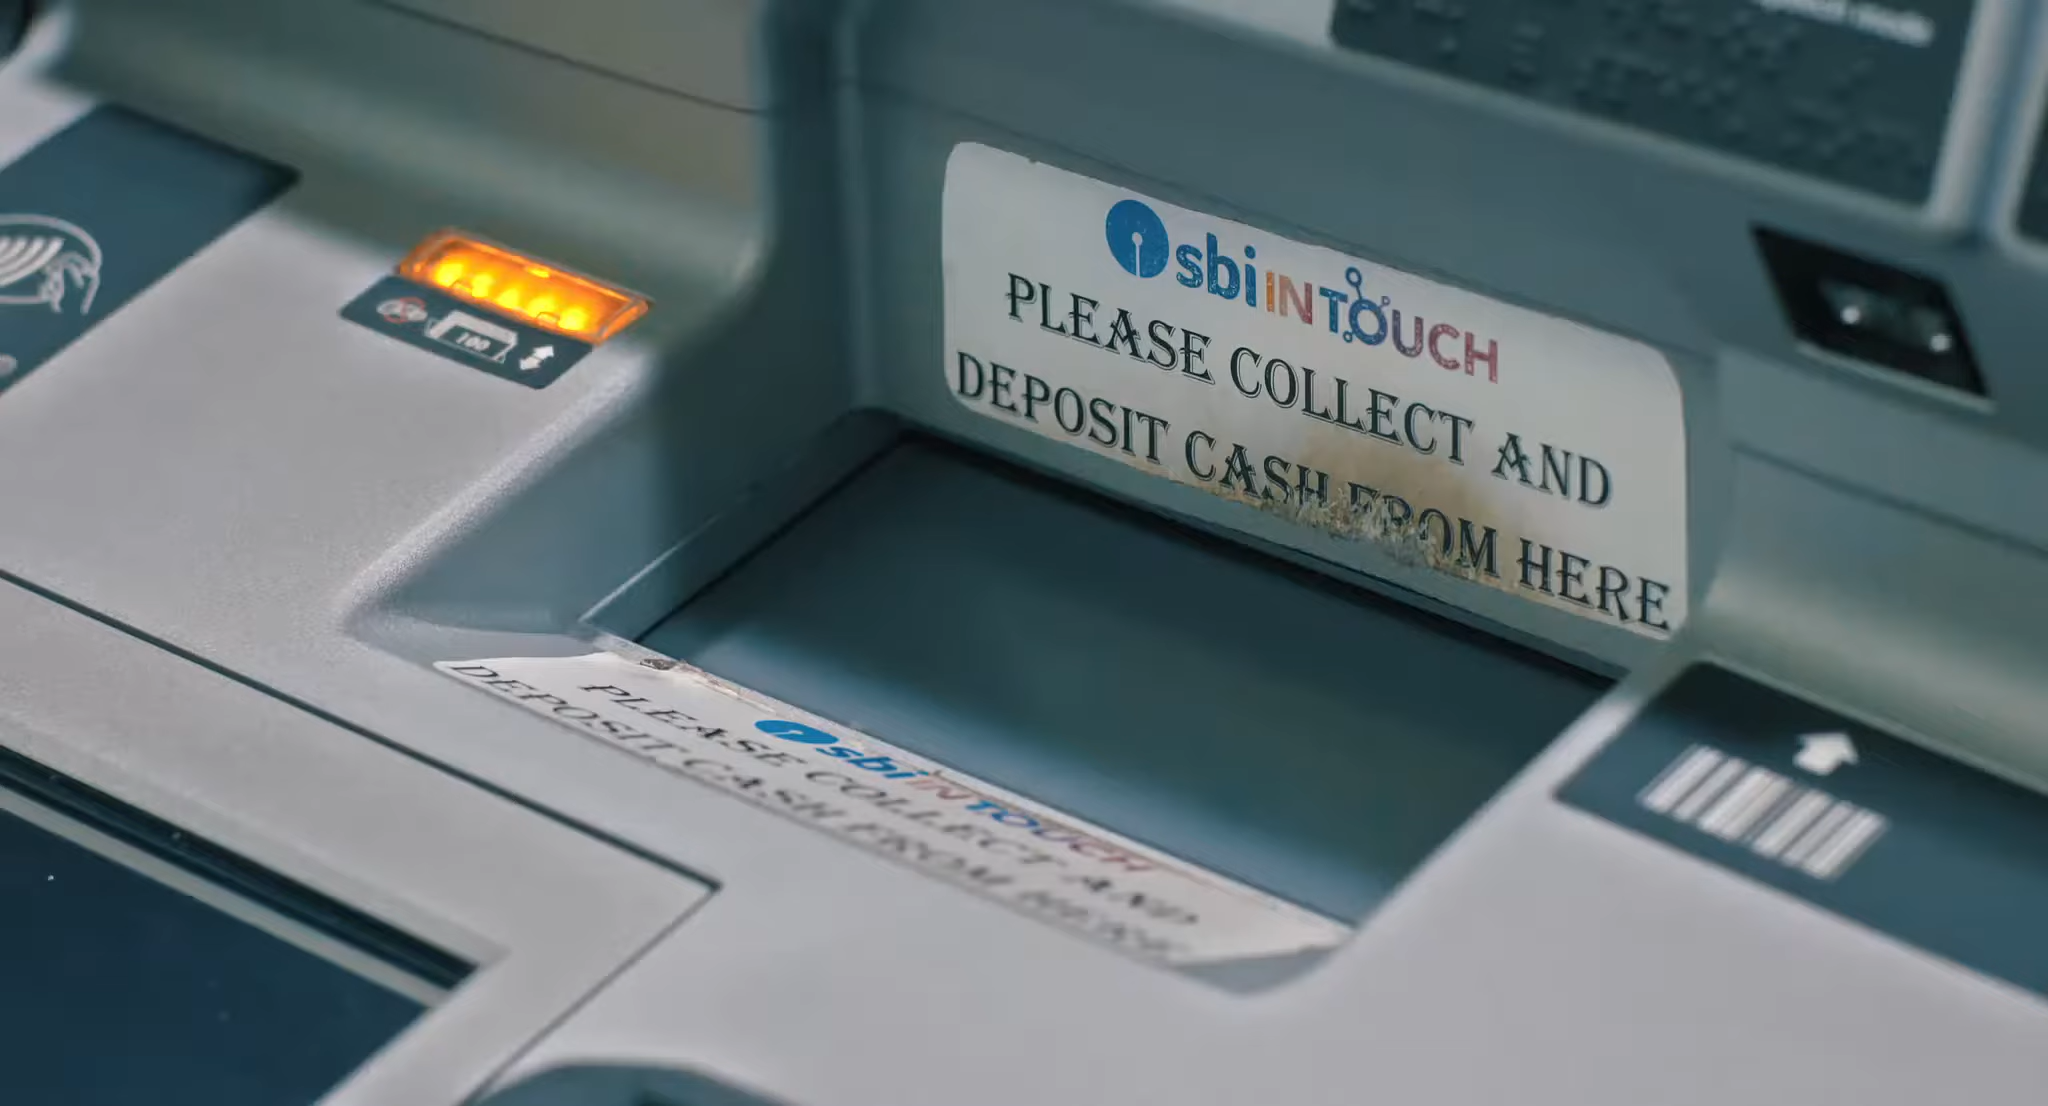 sbi INTOUCH
PLEASE COLLECT AND
DEPOSIT CASH FROM HERE
100
sbi INTOUCH
PLEASE COLLECT AND
DEPOSIT CASH FROM HERE